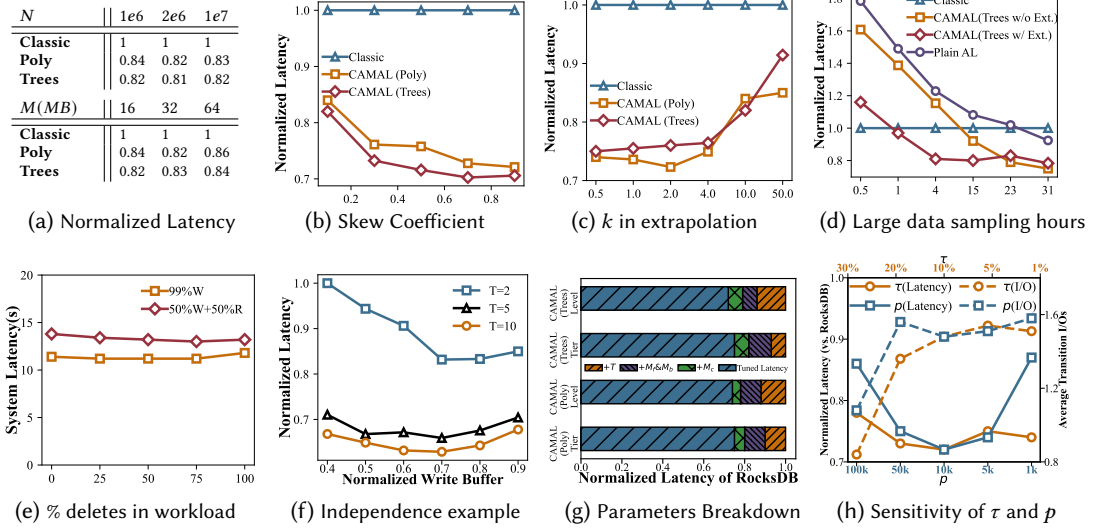 N 1e6 2e6 1e7
Classic 1 1 1
Poly 0.84 0.82 0.83
Trees 0.82 0.81 0.82
M(MB) 16 32 64
Classic 1 1 1
Poly 0.84 0.82 0.86
Trees 0.82 0.83 0.84
(a) Normalized Latency
Normalized Latency
1.0
0.9
0.8
0.7
Classic
CAMAL (Poly)
CAMAL (Trees)
0.2 0.4 0.6 0.8
(b) Skew Coefficient
Normalized Latency
1.0
0.9
0.8
0.7
Classic
CAMAL (Poly)
CAMAL (Trees)
0.5 1.0 2.0 4.0 10.0 50.0
(c) k in extrapolation
Normalized Latency
1.8
1.6
1.4
1.2
1.0
0.8
Classic
CAMAL(Trees w/o Ext.)
CAMAL(Trees w/ Ext.)
Plain AL
0.5 1 4 15 23 31
(d) Large data sampling hours
System Latency(s)
20
15
10
5
0
99%W
50%W+50%R
0 25 50 75 100
(e) % deletes in workload
Normalized Latency
1.0
0.9
0.8
0.7
0.6
T=2
T=5
T=10
0.4 0.5 0.6 0.7 0.8 0.9
Normalized Write Buffer
(f) Independence example
CAMAL (Trees) Level
CAMAL (Trees) Tier
+T +Mf&Mb +Mc Tuned Latency
CAMAL (Poly) Level
CAMAL (Poly) Tier
0.0 0.2 0.4 0.6 0.8 1.0
Normalized Latency of RocksDB
(g) Parameters Breakdown
τ
30% 20% 10% 5% 1%
Normalized Latency (vs. RocksDB)
1.0
0.9
0.8
0.7
τ(Latency) τ(I/O)
p(Latency) p(I/O)
1.6
1.2
0.8
Average Transition I/Os
100k 50k 10k 5k 1k
p
(h) Sensitivity of τ and p